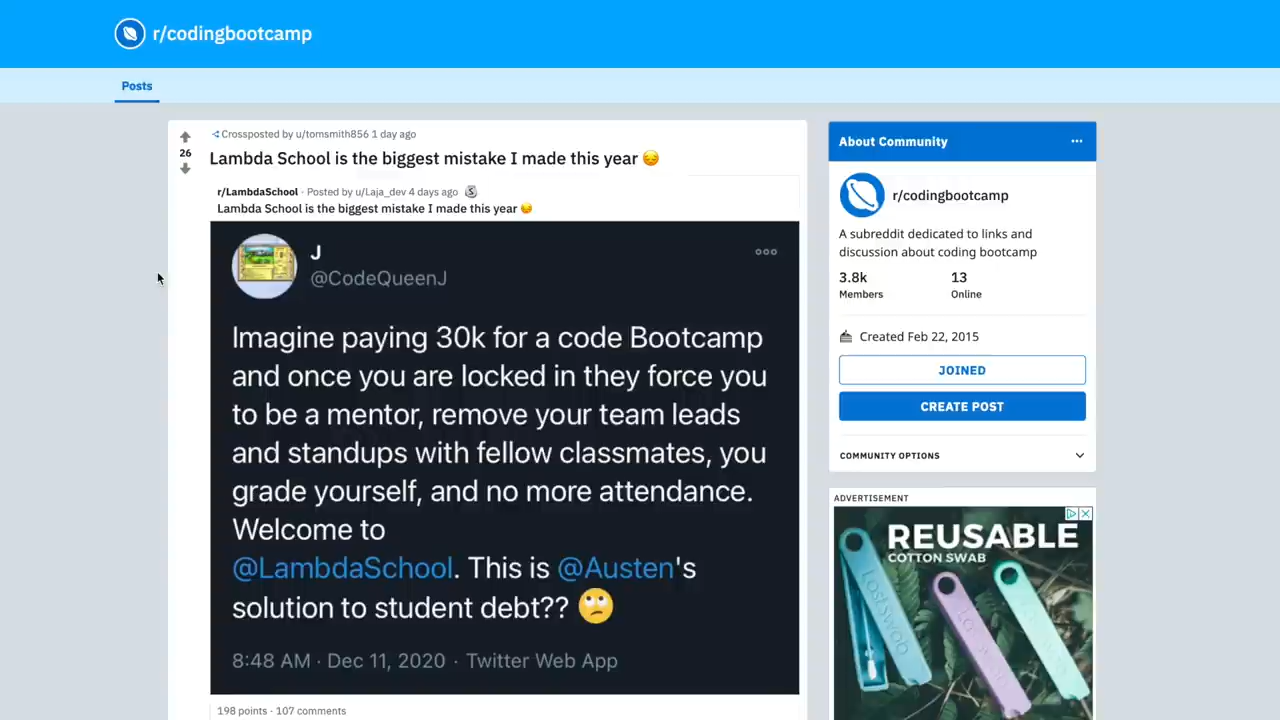 r/codingbootcamp
Posts
Crossposted by u/tomsmith856 1 day ago
26
Lambda School is the biggest mistake I made this year 😔
r/LambdaSchool · Posted by u/Laja_dev 4 days ago
Lambda School is the biggest mistake I made this year 😔
J
@CodeQueenJ
Imagine paying 30k for a code Bootcamp
and once you are locked in they force you
to be a mentor, remove your team leads
and standups with fellow classmates, you
grade yourself, and no more attendance.
Welcome to
@LambdaSchool. This is @Austen's
solution to student debt?? 🙄
8:48 AM · Dec 11, 2020 · Twitter Web App
198 points · 107 comments
About Community
r/codingbootcamp
A subreddit dedicated to links and
discussion about coding bootcamp
3.8k 13
Members Online
Created Feb 22, 2015
JOINED
CREATE POST
COMMUNITY OPTIONS
ADVERTISEMENT
REUSABLE
COTTON SWAB
LastSwab